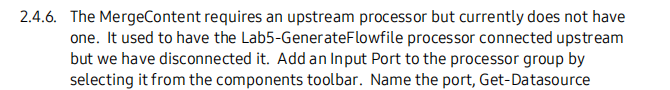 2.4.6. The MergeContent requires an upstream processor but currently does not have
one. It used to have the Lab5-GenerateFlowfile processor connected upstream
but we have disconnected it. Add an Input Port to the processor group by
selecting it from the components toolbar. Name the port, Get-Datasource